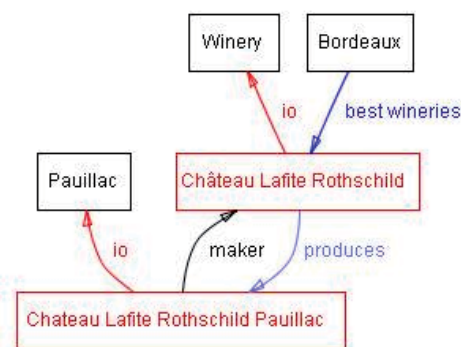 Winery
Bordeaux
io
best wineries
Pauillac
Château Lafite Rothschild
io
maker
produces
Chateau Lafite Rothschild Pauillac